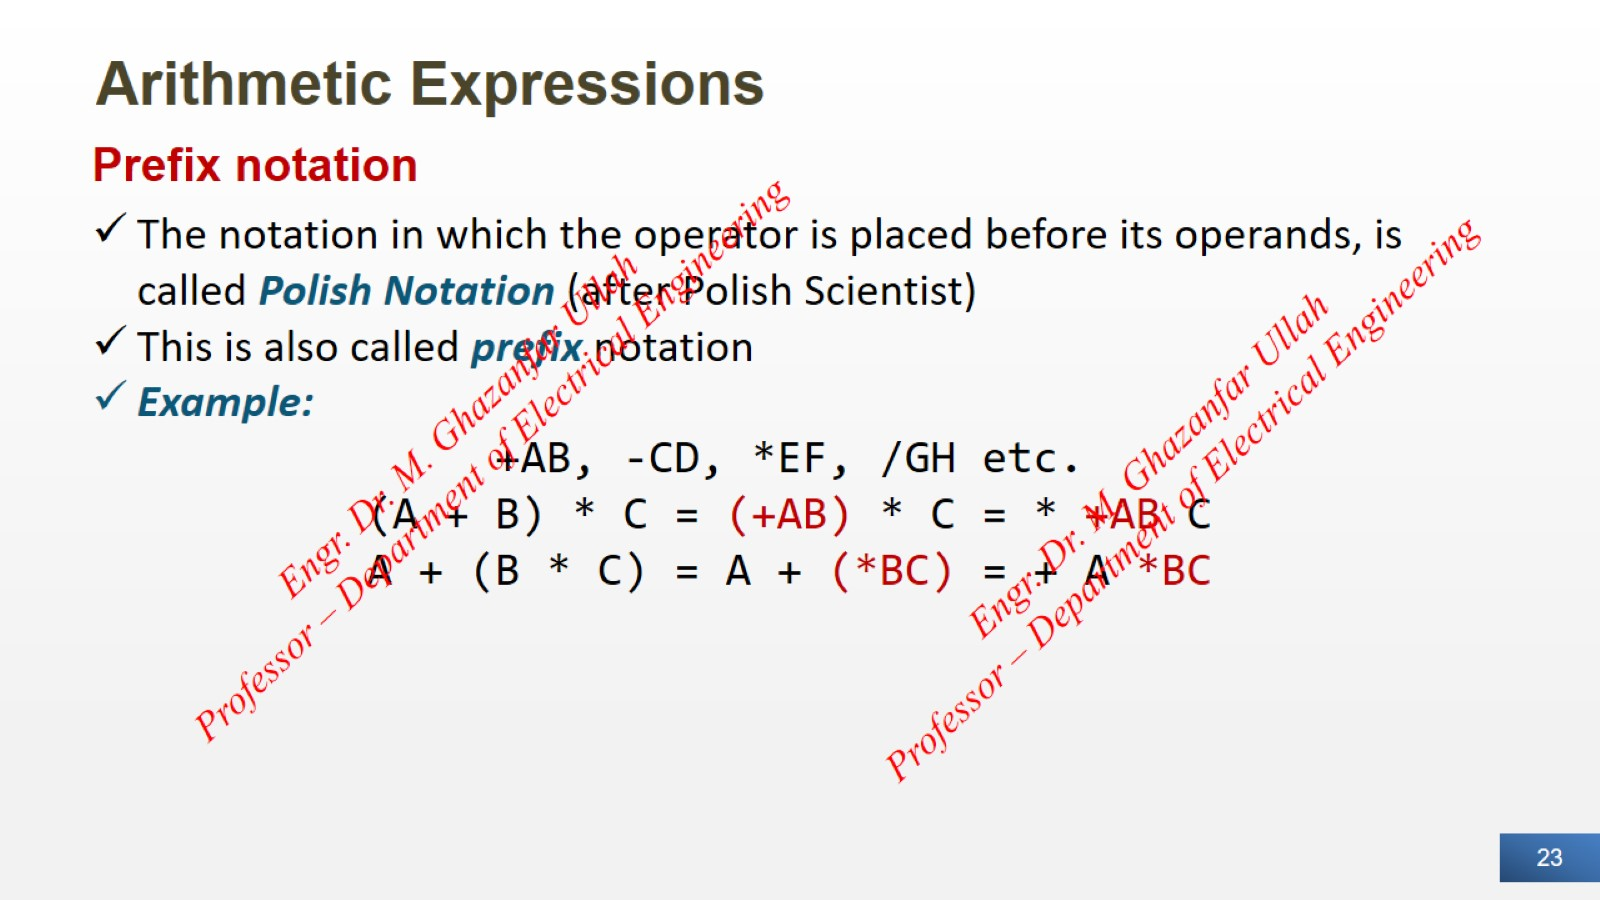 Arithmetic Expressions
Prefix notation
✓ The notation in which the operator is placed before its operands, is
called Polish Notation (after Polish Scientist)
✓ This is also called prefix notation
✓ Example:
+AB, -CD, *EF, /GH etc.
(A + B) * C = (+AB) * C = * +AB C
A + (B * C) = A + (*BC) = + A *BC
Engr. Dr. M. Ghazanfar Ullah
Professor – Department of Electrical Engineering
Engr. Dr. M. Ghazanfar Ullah
Professor – Department of Electrical Engineering
23